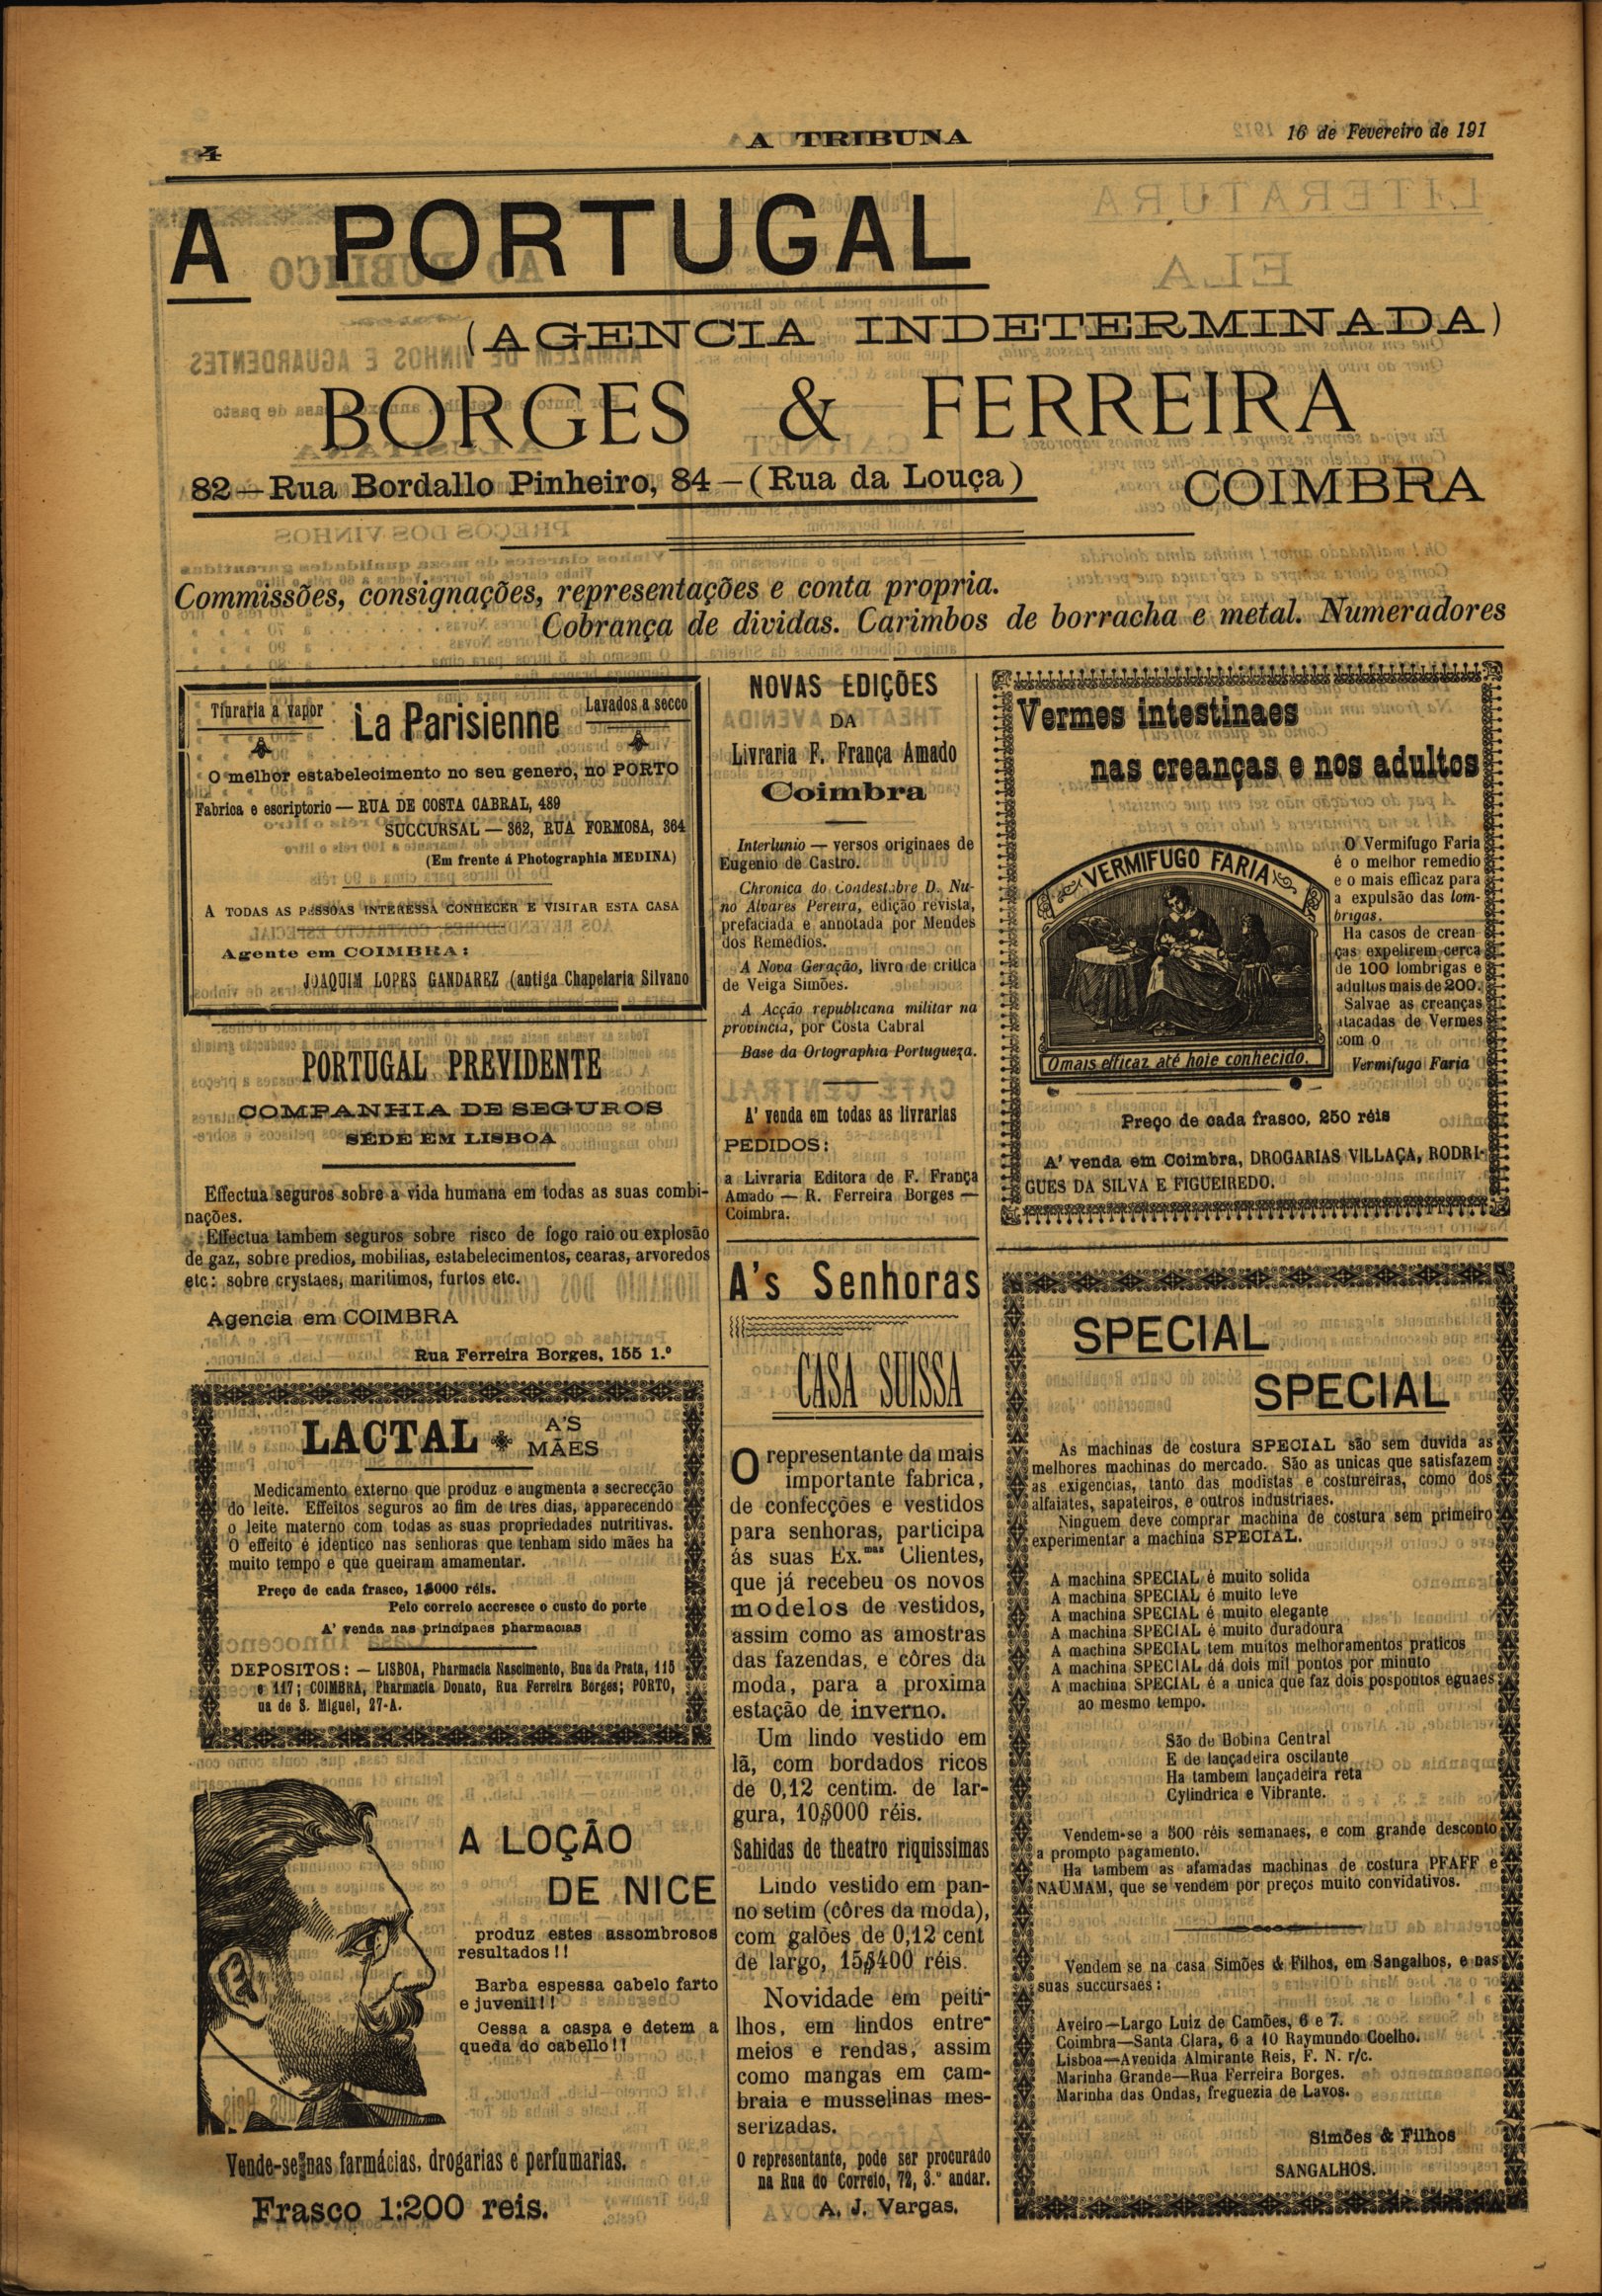 4
A TRIBUNA
16 de Fevereiro de 191
A PORTUGAL
(AGENCIA INDETERMINADA)
BORGES & FERREIRA
82—Rua Bordallo Pinheiro, 84—(Rua da Louça)
COIMBRA
Commissões, consignações, representações e conta propria.
Cobrança de dividas. Carimbos de borracha e metal. Numeradores
Tinraria a vapor
La Parisienne
Lavados a secco
O melhor estabelecimento no seu genero, no PORTO
Fabrica e escriptorio — RUA DE COSTA CABRAL, 489
SUCCURSAL — 362, RUA FORMOSA, 364
(Em frente á Photographia MEDINA)
A TODAS AS PESSOAS INTERESSA CONHECER E VISITAR ESTA CASA
Agente em COIMBRA:
JOAQUIM LOPES GANDAREZ (antiga Chapelaria Silvano
PORTUGAL PREVIDENTE
COMPANHIA DE SEGUROS
SÉDE EM LISBOA
Effectua seguros sobre a vida humana em todas as suas combi-
nações.
Effectua tambem seguros sobre risco de fogo raio ou explosão
de gaz, sobre predios, mobilias, estabelecimentos, cearas, arvoredos
etc: sobre crystaes, maritimos, furtos etc.
Agencia em COIMBRA
Rua Ferreira Borges, 155 1.º
LACTAL
A'S
MÃES
Medicamento externo que produz e augmenta a secrecção
do leite. Effeitos seguros ao fim de tres dias, apparecendo
o leite materno com todas as suas propriedades nutritivas.
O effeito é identico nas senhoras que tenham sido mães ha
muito tempo e que queiram amamentar.
Preço de cada frasco, 1$000 réis.
Pelo correio accresce o custo do porte
A' venda nas principaes pharmacias
DEPOSITOS: — LISBOA, Pharmacia Nascimento, Rua da Prata, 115
e 117; COIMBRA, Pharmacia Donato, Rua Ferreira Borges; PORTO,
ua de S. Miguel, 27-A.
A LOÇÃO
DE NICE
produz estes assombrosos
resultados!!
Barba espessa cabelo farto
e juvenil!!
Cessa a caspa e detem a
queda do cabello!!
Vende-se nas farmácias, drogarias e perfumarias.
Frasco 1:200 reis.
NOVAS EDIÇÕES
DA
Livraria F. França Amado
Coimbra
Interlunio — versos originaes de
Eugenio de Castro.
Chronica do Condestabre D. Nu-
no Alvares Pereira, edição revista,
prefaciada e annotada por Mendes
dos Remedios.
A Nova Geração, livro de critica
de Veiga Simões.
A Acção republicana militar na
provincia, por Costa Cabral
Base da Ortographia Portugueza.
A' venda em todas as livrarias
PEDIDOS:
a Livraria Editora de F. França
Amado — R. Ferreira Borges —
Coimbra.
A's Senhoras
CASA SUISSA
O representante da mais
importante fabrica,
de confecções e vestidos
para senhoras, participa
ás suas Ex.mas Clientes,
que já recebeu os novos
modelos de vestidos,
assim como as amostras
das fazendas, e côres da
moda, para a proxima
estação de inverno.
Um lindo vestido em
lã, com bordados ricos
de 0,12 centim. de lar-
gura, 10$000 réis.
Sabidas de theatro riquissimas
Lindo vestido em pan-
no setim (côres da moda),
com galões de 0,12 cent
de largo, 15$400 réis.
Novidade em peiti-
lhos, em lindos entre-
meios e rendas, assim
como mangas em cam-
braia e musselinas mes-
serizadas.
O representante, pode ser procurado
na Rua do Correio, 72, 3.º andar.
A. J. Vargas.
Vermes intestinaes
nas creanças e nos adultos
VERMIFUGO FARIA
O mais efficaz até hoje conhecido.
O Vermifugo Faria
é o melhor remedio
e o mais efficaz para
a expulsão das lom-
brigas.
Ha casos de crean
ças expelirem cerca
de 100 lombrigas e
adultos mais de 200.
Salvae as creanças
atacadas de Vermes
com o
Vermifugo Faria
Preço de cada frasco, 250 réis
A' venda em Coimbra, DROGARIAS VILLAÇA, RODRI-
GUES DA SILVA E FIGUEIREDO.
SPECIAL
SPECIAL
As machinas de costura SPECIAL são sem duvida as
melhores machinas do mercado. São as unicas que satisfazem
as exigencias, tanto das modistas e costureiras, como dos
alfaiates, sapateiros, e outros industriaes.
Ninguem deve comprar machina de costura sem primeiro
experimentar a machina SPECIAL.
A machina SPECIAL é muito solida
A machina SPECIAL é muito leve
A machina SPECIAL é muito elegante
A machina SPECIAL é muito duradoura
A machina SPECIAL tem muitos melhoramentos praticos
A machina SPECIAL dá dois mil pontos por minuto
A machina SPECIAL é a unica que faz dois pospontos eguaes
ao mesmo tempo.
São de Bobina Central
E de lançadeira oscilante
Ha tambem lançadeira reta
Cylindrica e Vibrante.
Vendem-se a 500 réis semanaes, e com grande desconto
a prompto pagamento.
Ha tambem as afamadas machinas de costura PFAFF e
NAUMAM, que se vendem por preços muito convidativos.
Vendem se na casa Simões & Filhos, em Sangalhos, e nas
suas succursaes:
Aveiro—Largo Luiz de Camões, 6 e 7.
Coimbra—Santa Clara, 6 a 10 Raymundo Coelho.
Lisboa—Avenida Almirante Reis, F. N. r/c.
Marinha Grande—Rua Ferreira Borges.
Marinha das Ondas, freguezia de Lavos.
Simões & Filhos
SANGALHOS.